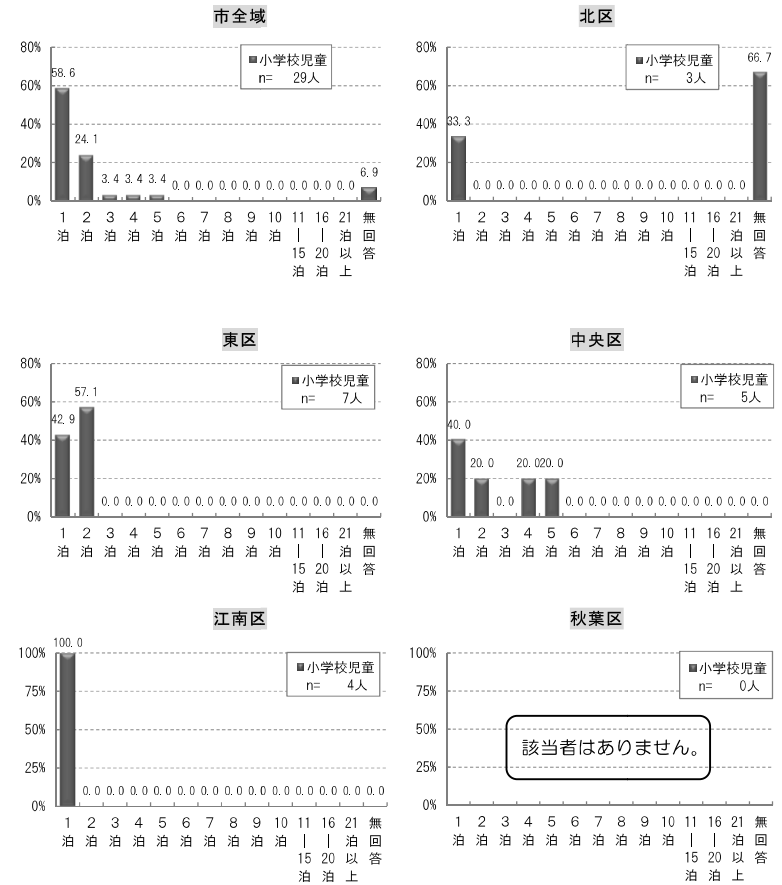 市全域
80%
60%
40%
20%
0%
■小学校児童
n= 29人
58.6 24.1 3.4 3.4 3.4 0.0 0.0 0.0 0.0 0.0 0.0 0.0 0.0 6.9
1泊 2泊 3泊 4泊 5泊 6泊 7泊 8泊 9泊 10泊 11|15泊 16|20泊 21泊以上 無回答
北区
80%
60%
40%
20%
0%
■小学校児童
n= 3人
33.3 0.0 0.0 0.0 0.0 0.0 0.0 0.0 0.0 0.0 0.0 0.0 0.0 66.7
1泊 2泊 3泊 4泊 5泊 6泊 7泊 8泊 9泊 10泊 11|15泊 16|20泊 21泊以上 無回答
東区
80%
60%
40%
20%
0%
■小学校児童
n= 7人
42.9 57.1 0.0 0.0 0.0 0.0 0.0 0.0 0.0 0.0 0.0 0.0 0.0 0.0
1泊 2泊 3泊 4泊 5泊 6泊 7泊 8泊 9泊 10泊 11|15泊 16|20泊 21泊以上 無回答
中央区
80%
60%
40%
20%
0%
■小学校児童
n= 5人
40.0 20.0 0.0 20.0 20.0 0.0 0.0 0.0 0.0 0.0 0.0 0.0 0.0 0.0
1泊 2泊 3泊 4泊 5泊 6泊 7泊 8泊 9泊 10泊 11|15泊 16|20泊 21泊以上 無回答
江南区
100%
75%
50%
25%
0%
■小学校児童
n= 4人
100.0 0.0 0.0 0.0 0.0 0.0 0.0 0.0 0.0 0.0 0.0 0.0 0.0 0.0
1泊 2泊 3泊 4泊 5泊 6泊 7泊 8泊 9泊 10泊 11|15泊 16|20泊 21泊以上 無回答
秋葉区
100%
75%
50%
25%
0%
■小学校児童
n= 0人
該当者はありません。
1泊 2泊 3泊 4泊 5泊 6泊 7泊 8泊 9泊 10泊 11|15泊 16|20泊 21泊以上 無回答